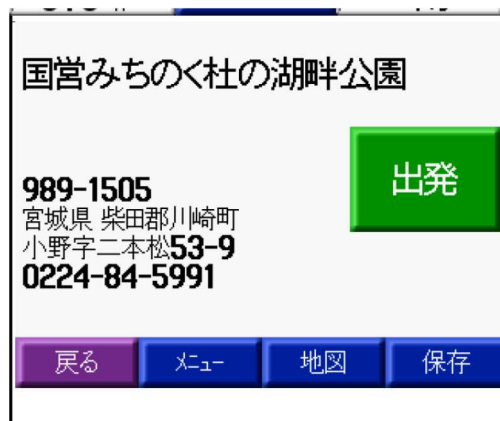 国営みちのく杜の湖畔公園
出発
989-1505
宮城県 柴田郡川崎町
小野字二本松53-9
0224-84-5991
戻る
メニュー
地図
保存